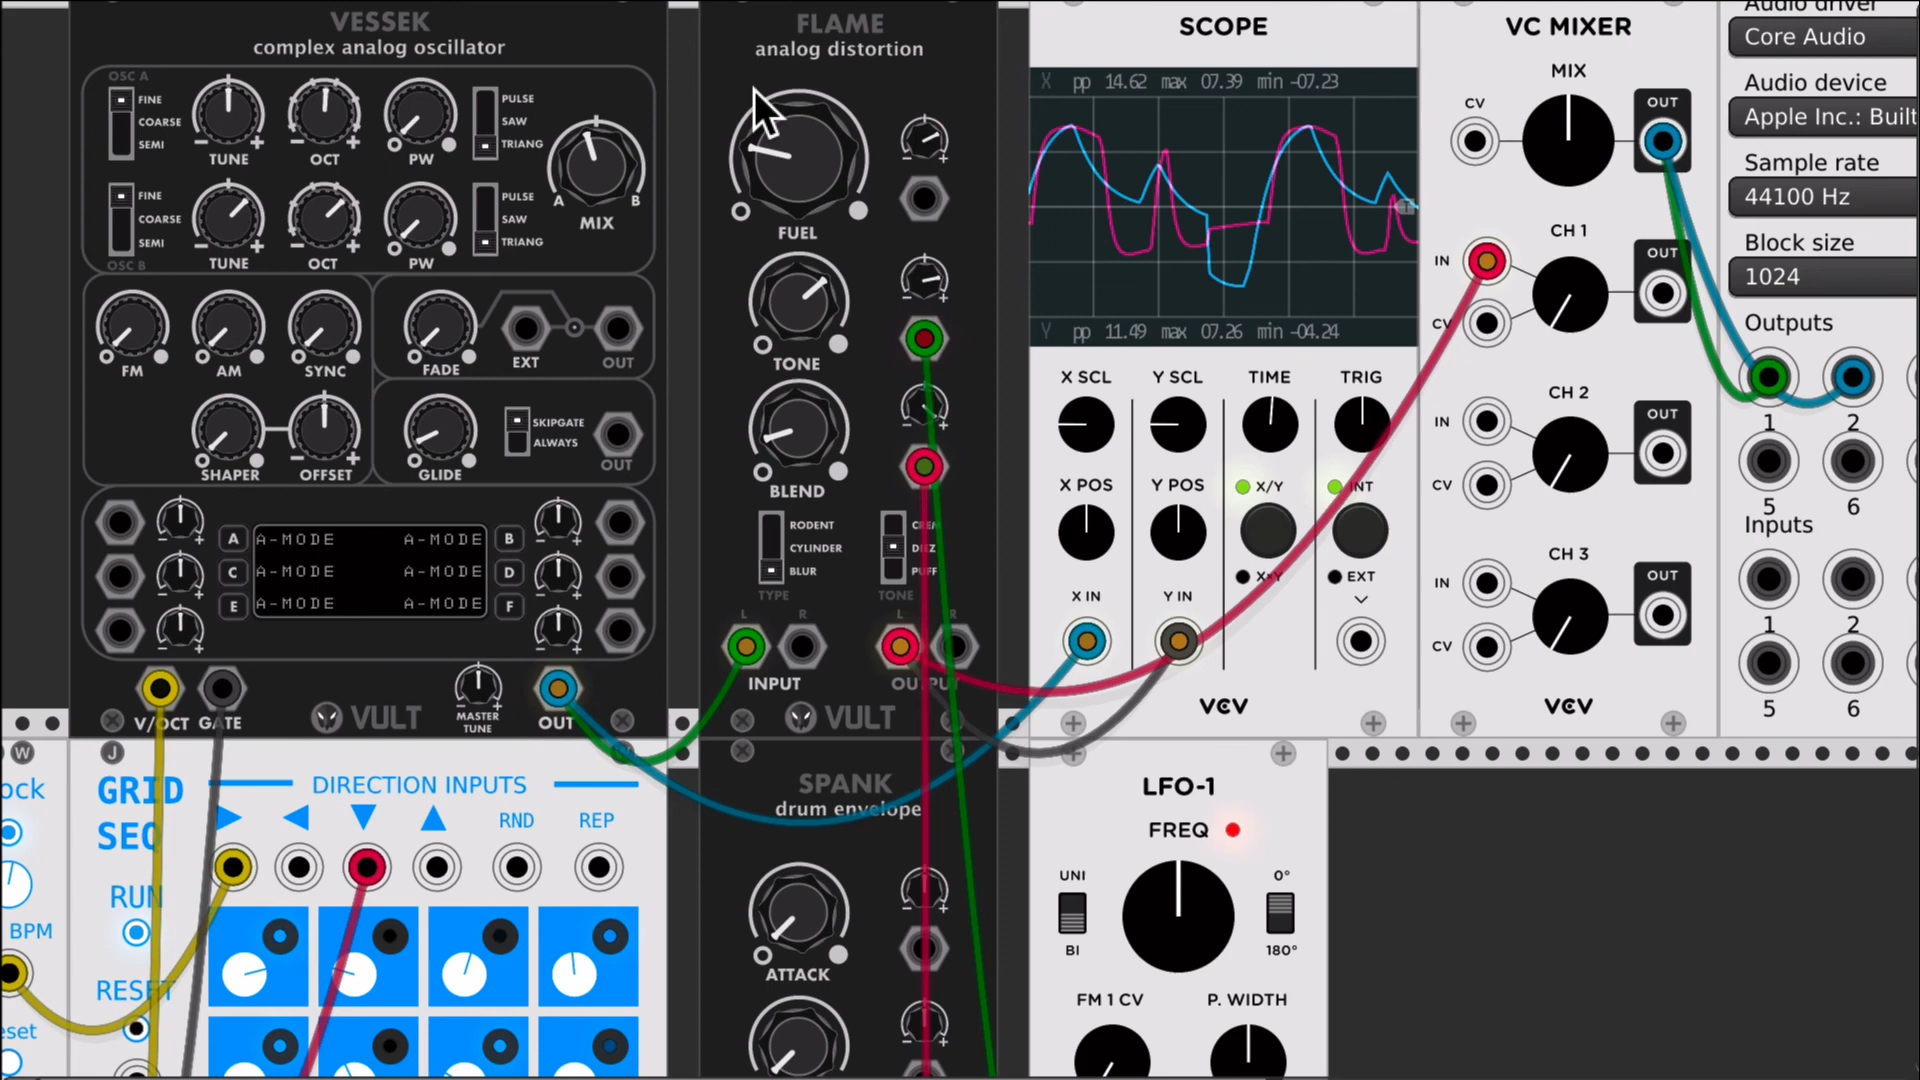 VESSEK
complex analog oscillator
OSC A
FINE
COARSE
SEMI
TUNE
OCT
PW
PULSE
SAW
TRIANG
FINE
COARSE
SEMI
OSC B
TUNE
OCT
PW
PULSE
SAW
TRIANG
A
B
MIX
FM
AM
SYNC
FADE
EXT
OUT
SHAPER
OFFSET
GLIDE
SKIPGATE
ALWAYS
OUT
A
A-MODE A-MODE
B
C
A-MODE A-MODE
D
E
A-MODE A-MODE
F
V/OCT
GATE
VULT
MASTER
TUNE
OUT
FLAME
analog distortion
FUEL
TONE
BLEND
RODENT
CYLINDER
BLUR
TYPE
TONE
L
R
INPUT
L
R
OUTPUT
VULT
SCOPE
X pp 14.62 max 07.39 min -07.23
T
Y pp 11.49 max 07.26 min -04.24
X SCL
Y SCL
TIME
TRIG
X POS
Y POS
X/Y
INT
EXT
X IN
Y IN
VCV
VC MIXER
MIX
CV
OUT
CH 1
IN
CV
OUT
CH 2
IN
CV
OUT
CH 3
IN
CV
OUT
VCV
Audio driver
Core Audio
Audio device
Apple Inc.: Built
Sample rate
44100 Hz
Block size
1024
Outputs
1 2
5 6
Inputs
1 2
5 6
W
BPM
J
GRID
SEQ
RUN
RESET
DIRECTION INPUTS
RND
REP
SPANK
drum envelope
ATTACK
LFO-1
FREQ
UNI
BI
0°
180°
FM 1 CV
P. WIDTH